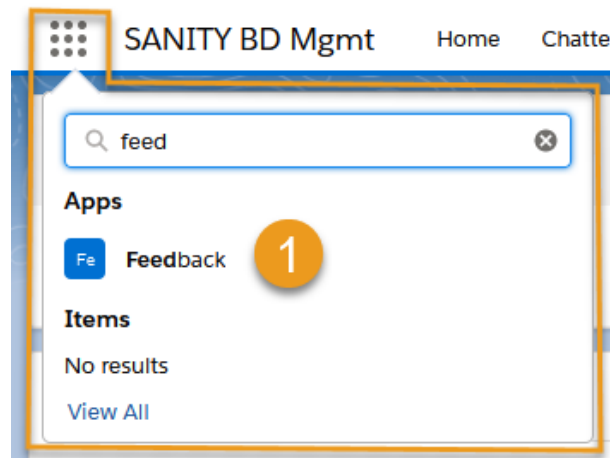 SANITY BD Mgmt Home Chatte
feed
Apps
Fe Feedback 1
Items
No results
View All